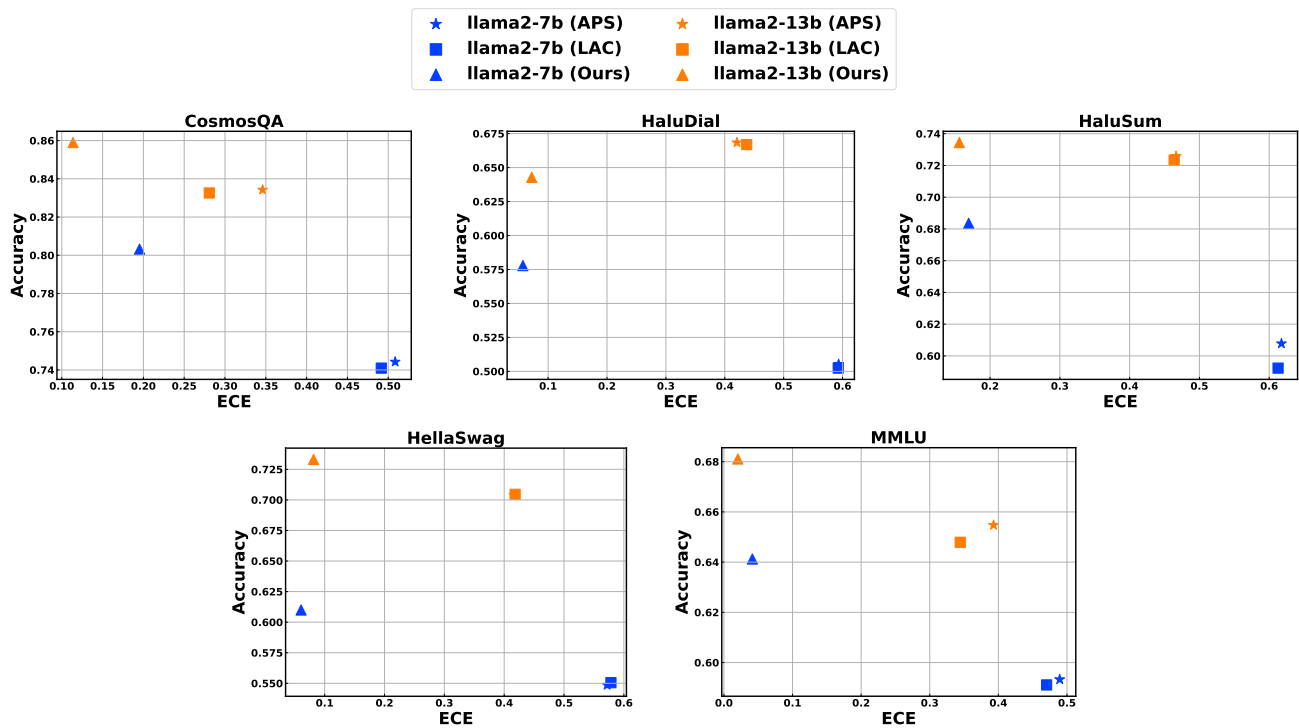 llama2-7b (APS) llama2-13b (APS)
llama2-7b (LAC) llama2-13b (LAC)
llama2-7b (Ours) llama2-13b (Ours)
CosmosQA
Accuracy
0.86
0.84
0.82
0.80
0.78
0.76
0.74
0.10 0.15 0.20 0.25 0.30 0.35 0.40 0.45 0.50
ECE
HaluDial
Accuracy
0.675
0.650
0.625
0.600
0.575
0.550
0.525
0.500
0.1 0.2 0.3 0.4 0.5 0.6
ECE
HaluSum
Accuracy
0.74
0.72
0.70
0.68
0.66
0.64
0.62
0.60
0.2 0.3 0.4 0.5 0.6
ECE
HellaSwag
Accuracy
0.725
0.700
0.675
0.650
0.625
0.600
0.575
0.550
0.1 0.2 0.3 0.4 0.5 0.6
ECE
MMLU
Accuracy
0.68
0.66
0.64
0.62
0.60
0.0 0.1 0.2 0.3 0.4 0.5
ECE